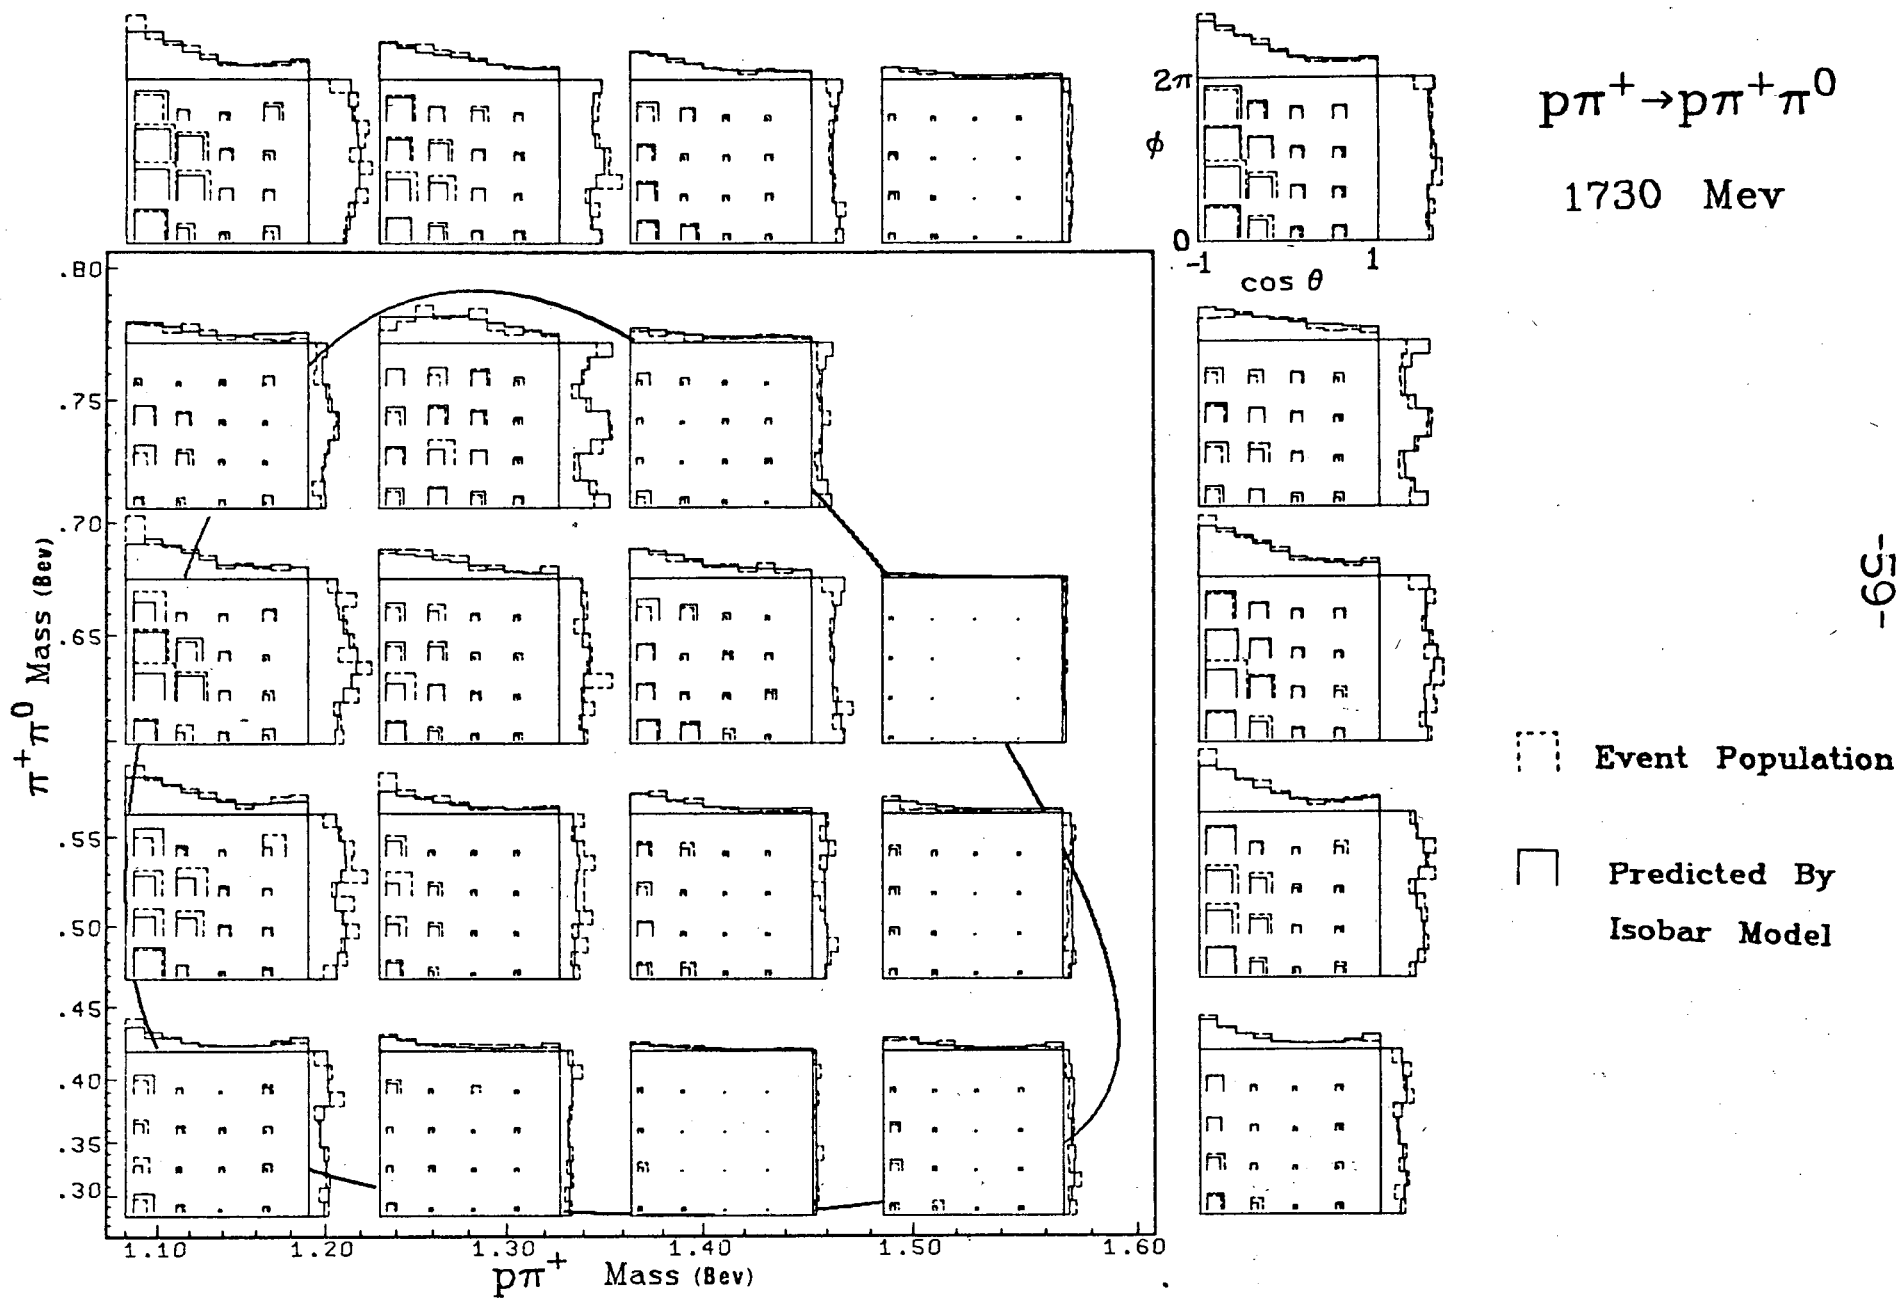 pπ⁺→pπ⁺π⁰
1730 Mev
2π
ϕ
0
-1
1
cos θ
π⁺π⁰ Mass (Bev)
.80
.75
.70
.65
.55
.50
.45
.40
.35
.30
1.10 1.20 1.30 1.40 1.50 1.60
pπ⁺ Mass (Bev)
Event Population
Predicted By
Isobar Model
-59-